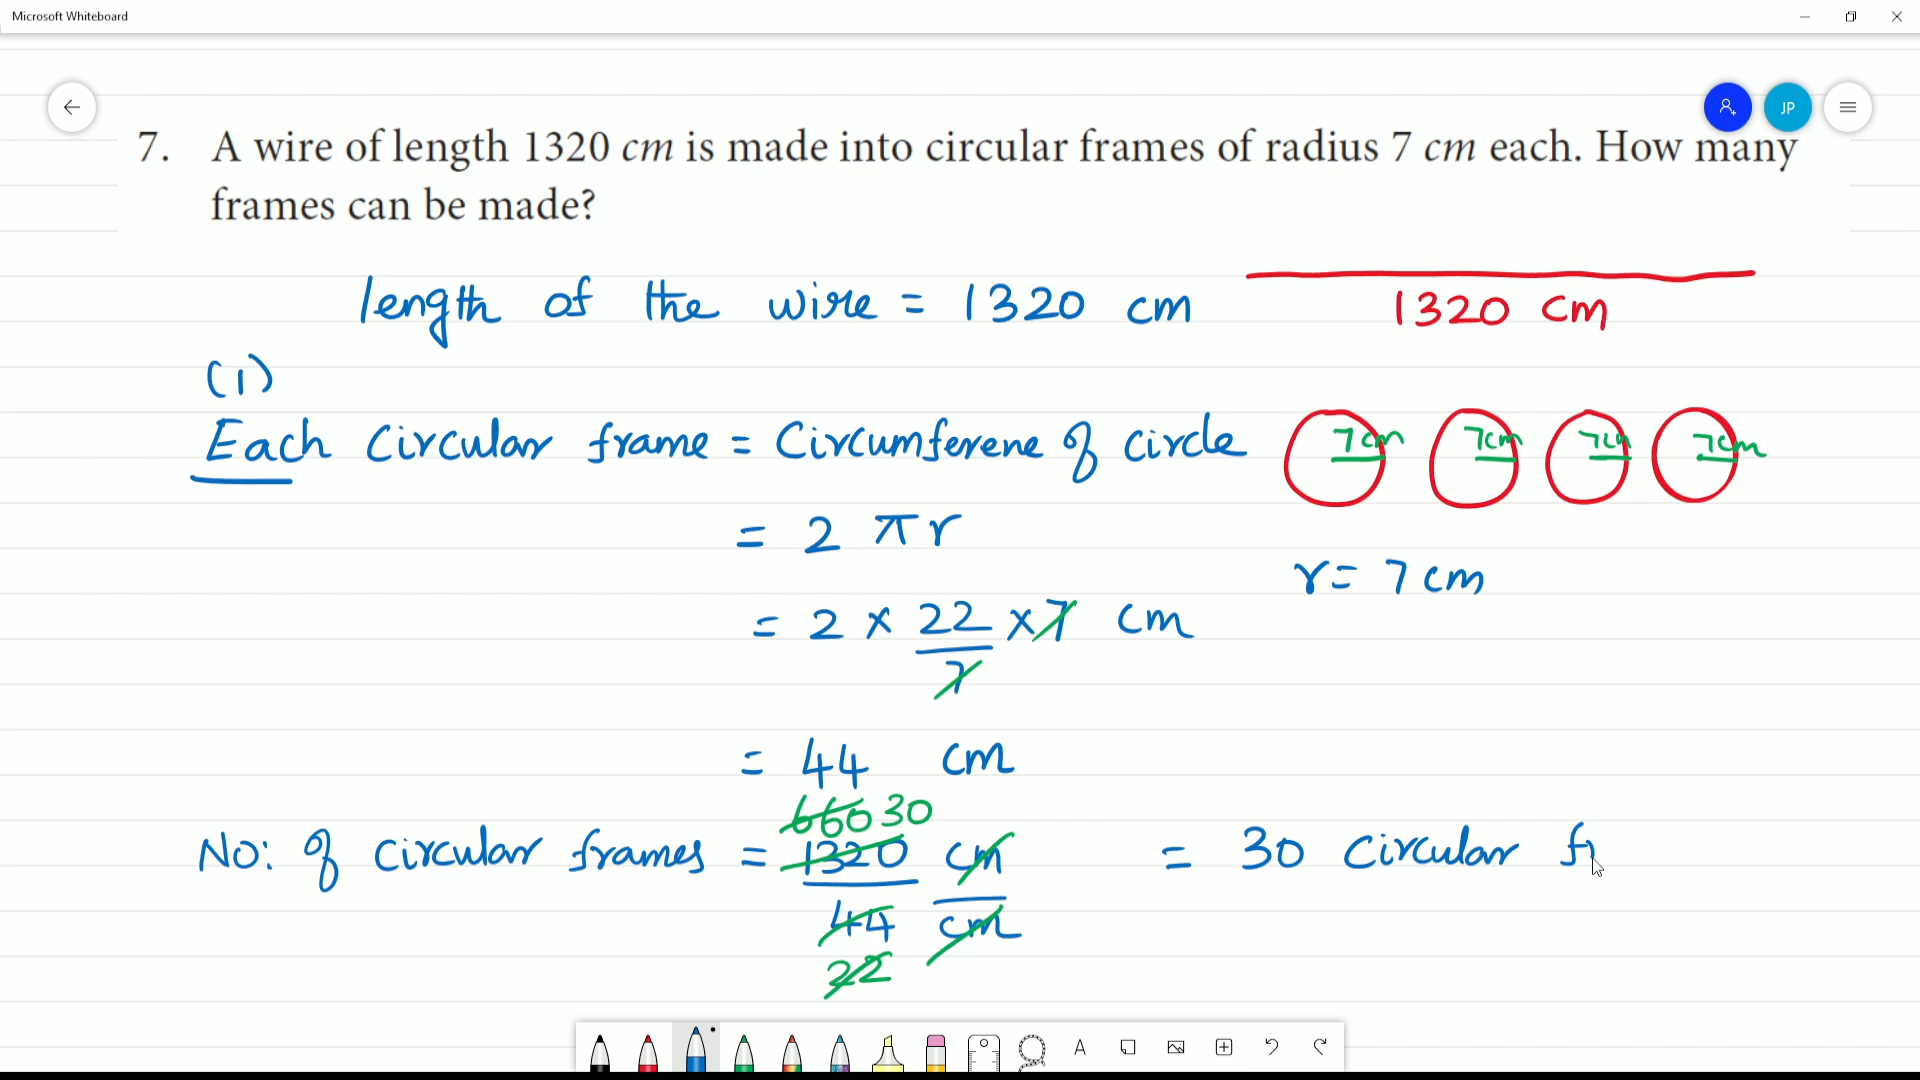 Microsoft Whiteboard
JP
7. A wire of length 1320 cm is made into circular frames of radius 7 cm each. How many
frames can be made?
length of the wire = 1320 cm
1320 cm
(1)
Each Circular frame = Circumferene of circle
7cm 7cm 7cm 7cm
= 2 πr
r = 7 cm
= 2 × 22/7 × 7 cm
= 44 cm
660 30
No: of circular frames = 1320 cm = 30 Circular fr
44 cm
22
A